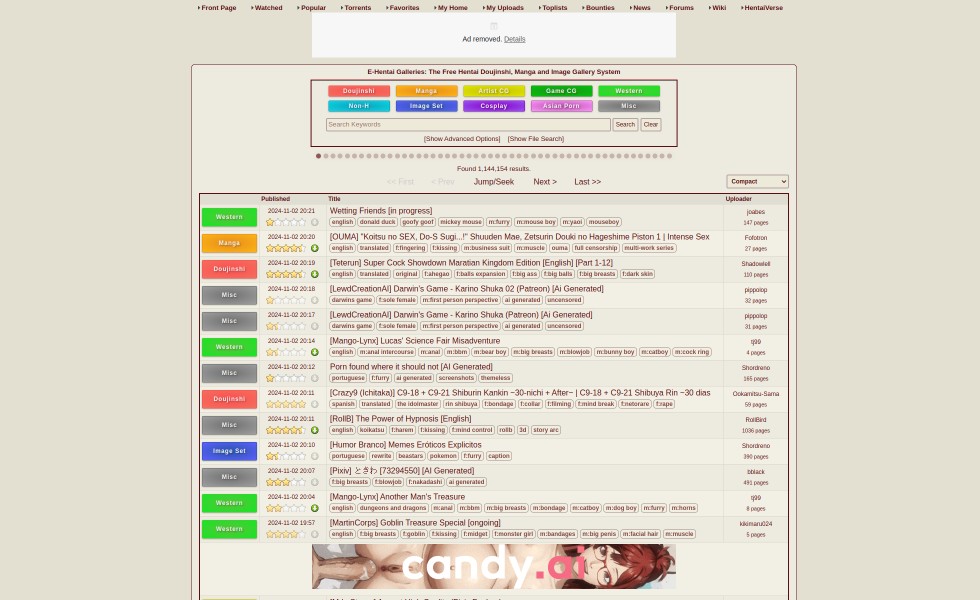 Front Page Watched Popular Torrents Favorites My Home My Uploads Toplists Bounties News Forums Wiki HentaiVerse
Ad removed. Details
E-Hentai Galleries: The Free Hentai Doujinshi, Manga and Image Gallery System
Doujinshi Manga Artist CG Game CG Western
Non-H Image Set Cosplay Asian Porn Misc
Search Keywords Search Clear
[Show Advanced Options] [Show File Search]
Found 1,144,154 results.
<< First < Prev Jump/Seek Next > Last >> Compact
Published Title Uploader
Western 2024-11-02 20:21 Wetting Friends [in progress] joabes
english donald duck goofy goof mickey mouse m:furry m:mouse boy m:yaoi mouseboy 147 pages
Manga 2024-11-02 20:20 [OUMA] "Koitsu no SEX, Do-S Sugi...!" Shuuden Mae, Zetsurin Douki no Hageshime Piston 1 | Intense Sex Fofotron
english translated f:fingering f:kissing m:business suit m:muscle ouma full censorship multi-work series 27 pages
Doujinshi 2024-11-02 20:19 [Teterun] Super Cock Showdown Maratian Kingdom Edition [English] [Part 1-12] Shadowlell
english translated original f:ahegao f:balls expansion f:big ass f:big balls f:big breasts f:dark skin 110 pages
Misc 2024-11-02 20:18 [LewdCreationAI] Darwin's Game - Karino Shuka 02 (Patreon) [Ai Generated] pippolop
darwins game f:sole female m:first person perspective ai generated uncensored 32 pages
Misc 2024-11-02 20:17 [LewdCreationAI] Darwin's Game - Karino Shuka (Patreon) [Ai Generated] pippolop
darwins game f:sole female m:first person perspective ai generated uncensored 31 pages
Western 2024-11-02 20:14 [Mango-Lynx] Lucas' Science Fair Misadventure tj99
english m:anal intercourse m:anal m:bbm m:bear boy m:big breasts m:blowjob m:bunny boy m:catboy m:cock ring 4 pages
Misc 2024-11-02 20:12 Porn found where it should not [AI Generated] Shordreno
portuguese f:furry ai generated screenshots themeless 165 pages
Doujinshi 2024-11-02 20:11 [Crazy9 (Ichitaka)] C9-18 + C9-21 Shiburin Kankin ~30-nichi + After~ | C9-18 + C9-21 Shibuya Rin ~30 dias Ookamitsu-Sama
spanish translated the idolmaster rin shibuya f:bondage f:collar f:filming f:mind break f:netorare f:rape 59 pages
Misc 2024-11-02 20:11 [RollB] The Power of Hypnosis [English] RollBird
english koikatsu f:harem f:kissing f:mind control rollb 3d story arc 1036 pages
Image Set 2024-11-02 20:10 [Humor Branco] Memes Eróticos Explicitos Shordreno
portuguese rewrite beastars pokemon f:furry caption 390 pages
Misc 2024-11-02 20:07 [Pixiv] ときわ [73294550] [AI Generated] bblack
f:big breasts f:blowjob f:nakadashi ai generated 491 pages
Western 2024-11-02 20:04 [Mango-Lynx] Another Man's Treasure tj99
english dungeons and dragons m:anal m:bbm m:big breasts m:bondage m:catboy m:dog boy m:furry m:horns 8 pages
Western 2024-11-02 19:57 [MartinCorps] Goblin Treasure Special [ongoing] kikimaru024
english f:big breasts f:goblin f:kissing f:midget f:monster girl m:bandages m:big penis m:facial hair m:muscle 5 pages
candy.ai